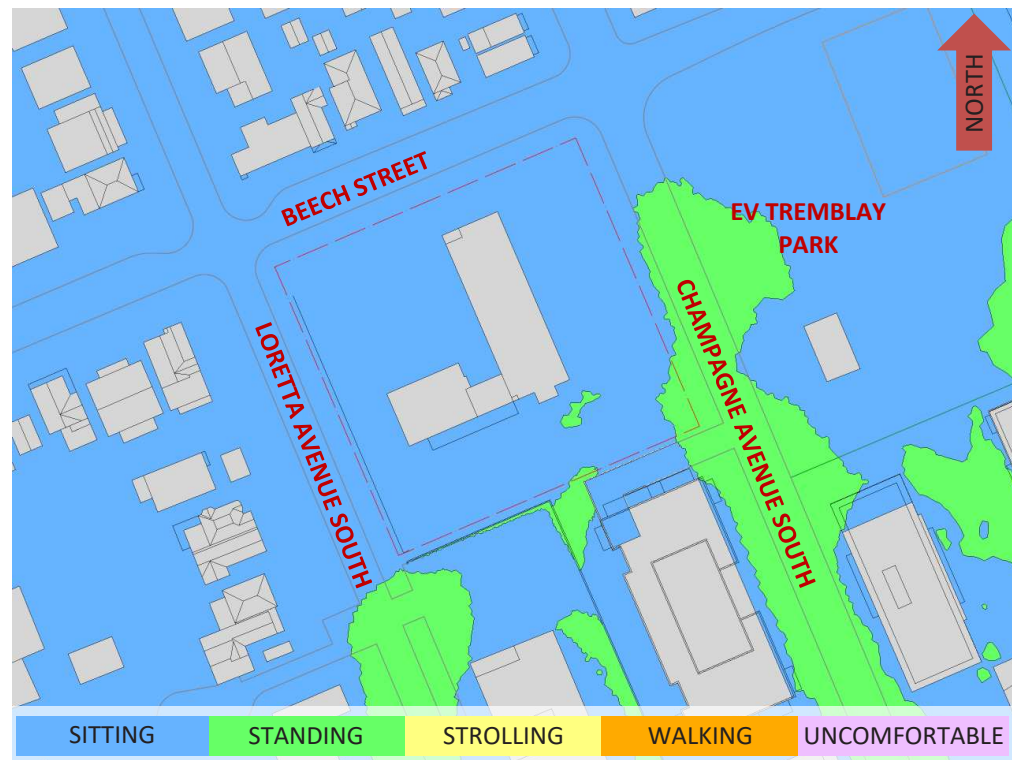 NORTH
BEECH STREET
EV TREMBLAY
PARK
LORETTA AVENUE SOUTH
CHAMPAGNE AVENUE SOUTH
SITTING
STANDING
STROLLING
WALKING
UNCOMFORTABLE